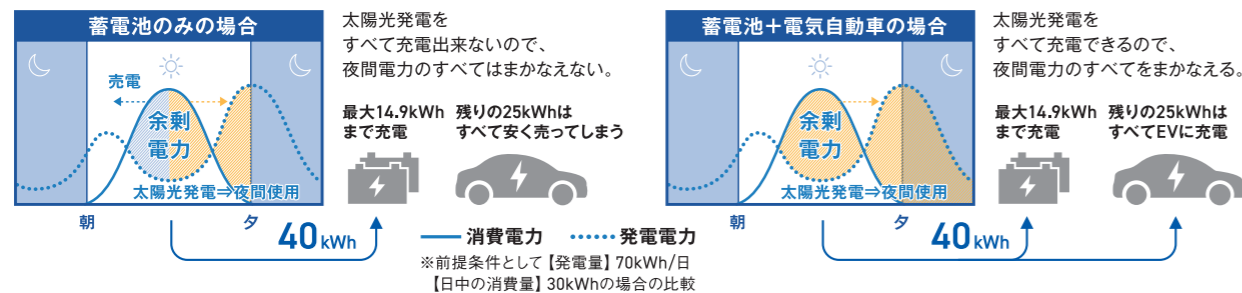 蓄電池のみの場合
売電
余剰
電力
太陽光発電⇒夜間使用
朝
夕
40kWh
太陽光発電を
すべて充電出来ないので、
夜間電力のすべてはまかなえない。
最大14.9kWh
まで充電
残りの25kWhは
すべて安く売ってしまう
消費電力
発電電力
※前提条件として【発電量】70kWh/日
【日中の消費量】30kWhの場合の比較
蓄電池＋電気自動車の場合
余剰
電力
太陽光発電⇒夜間使用
朝
夕
40kWh
太陽光発電を
すべて充電できるので、
夜間電力のすべてをまかなえる。
最大14.9kWh
まで充電
残りの25kWhは
すべてEVに充電